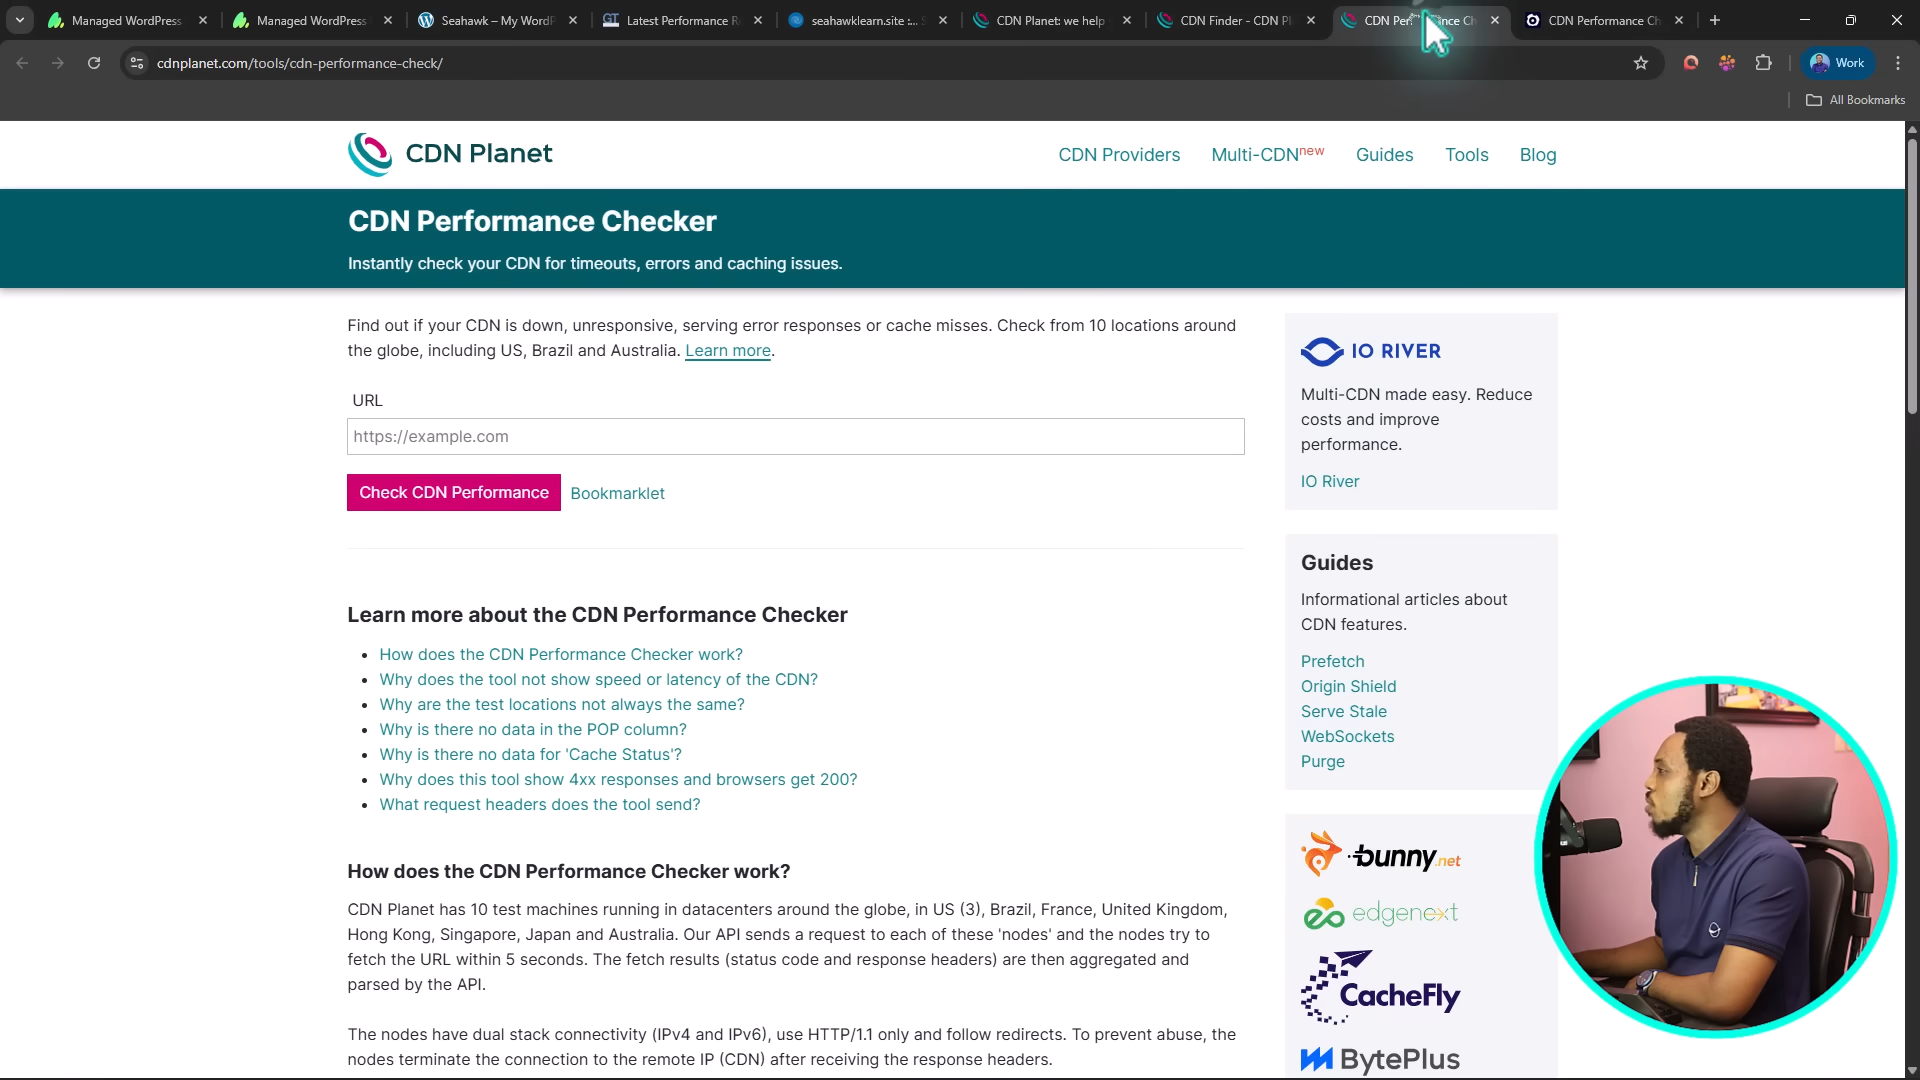 Managed WordPress
Managed WordPress
Seahawk – My WordP
Latest Performance R
seahawklearn.site :... S
CDN Planet: we help
CDN Finder - CDN Pl
CDN Performance Ch
cdnplanet.com/tools/cdn-performance-check/
Work
All Bookmarks
CDN Planet
CDN Providers
Multi-CDN new
Guides
Tools
Blog
CDN Performance Checker
Instantly check your CDN for timeouts, errors and caching issues.
Find out if your CDN is down, unresponsive, serving error responses or cache misses. Check from 10 locations around
the globe, including US, Brazil and Australia. Learn more.
URL
https://example.com
Check CDN Performance
Bookmarklet
Learn more about the CDN Performance Checker
• How does the CDN Performance Checker work?
• Why does the tool not show speed or latency of the CDN?
• Why are the test locations not always the same?
• Why is there no data in the POP column?
• Why is there no data for 'Cache Status'?
• Why does this tool show 4xx responses and browsers get 200?
• What request headers does the tool send?
How does the CDN Performance Checker work?
CDN Planet has 10 test machines running in datacenters around the globe, in US (3), Brazil, France, United Kingdom,
Hong Kong, Singapore, Japan and Australia. Our API sends a request to each of these 'nodes' and the nodes try to
fetch the URL within 5 seconds. The fetch results (status code and response headers) are then aggregated and
parsed by the API.
The nodes have dual stack connectivity (IPv4 and IPv6), use HTTP/1.1 only and follow redirects. To prevent abuse, the
nodes terminate the connection to the remote IP (CDN) after receiving the response headers.
IO RIVER
Multi-CDN made easy. Reduce
costs and improve
performance.
IO River
Guides
Informational articles about
CDN features.
Prefetch
Origin Shield
Serve Stale
WebSockets
Purge
bunny.net
edgenext
CacheFly
BytePlus